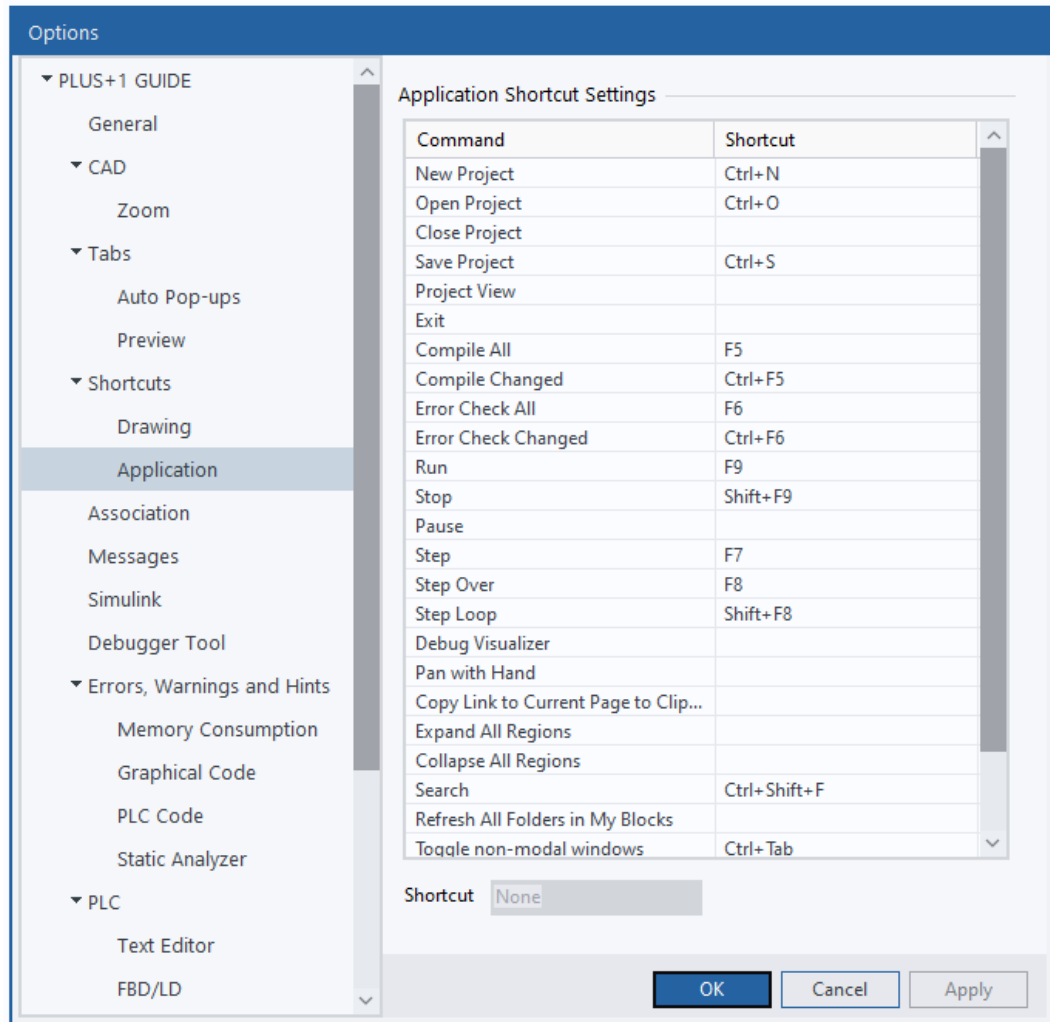 Options
PLUS+1 GUIDE
General
CAD
Zoom
Tabs
Auto Pop-ups
Preview
Shortcuts
Drawing
Application
Association
Messages
Simulink
Debugger Tool
Errors, Warnings and Hints
Memory Consumption
Graphical Code
PLC Code
Static Analyzer
PLC
Text Editor
FBD/LD
Application Shortcut Settings
Command Shortcut
New Project Ctrl+N
Open Project Ctrl+O
Close Project
Save Project Ctrl+S
Project View
Exit
Compile All F5
Compile Changed Ctrl+F5
Error Check All F6
Error Check Changed Ctrl+F6
Run F9
Stop Shift+F9
Pause
Step F7
Step Over F8
Step Loop Shift+F8
Debug Visualizer
Pan with Hand
Copy Link to Current Page to Clip...
Expand All Regions
Collapse All Regions
Search Ctrl+Shift+F
Refresh All Folders in My Blocks
Toggle non-modal windows Ctrl+Tab
Shortcut None
OK Cancel Apply